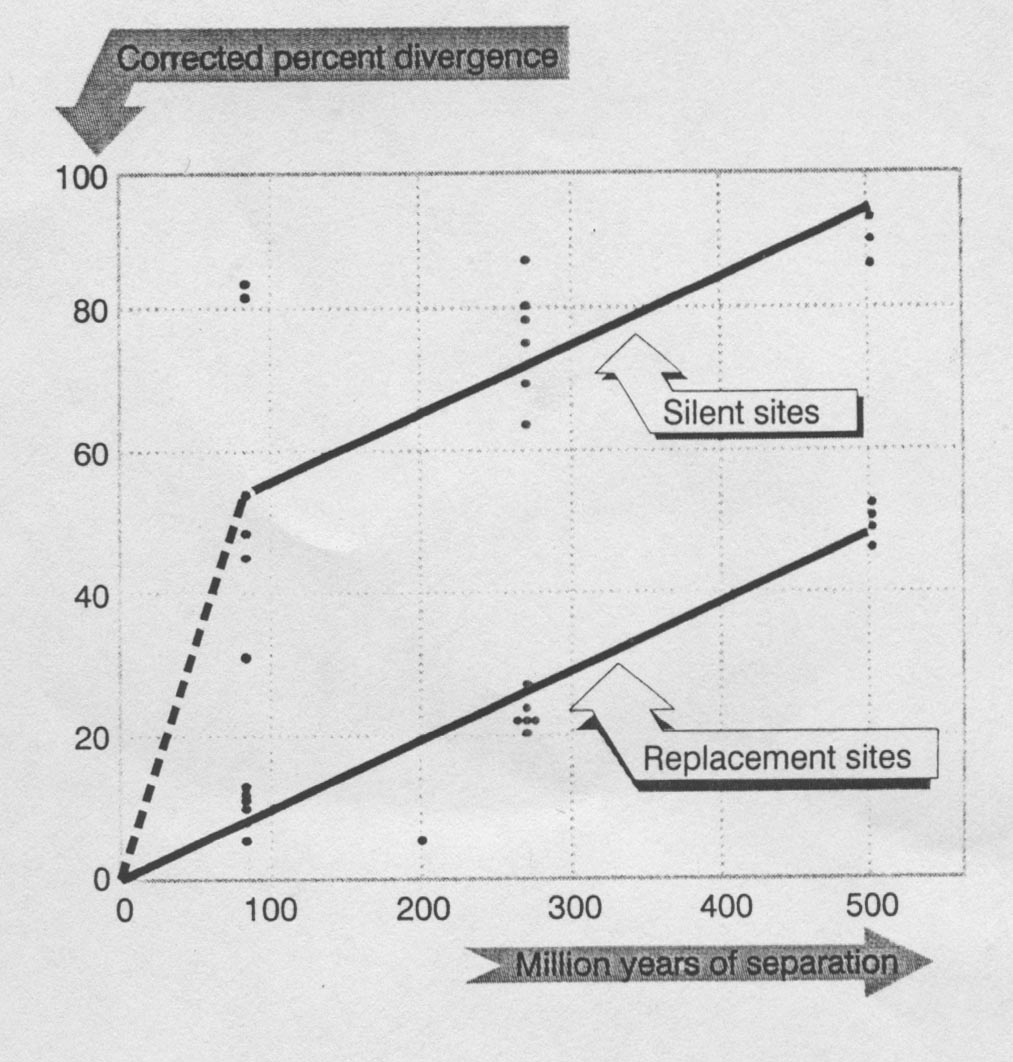 Corrected percent divergence
100
80
60
40
20
0
Silent sites
Replacement sites
0 100 200 300 400 500
Million years of separation